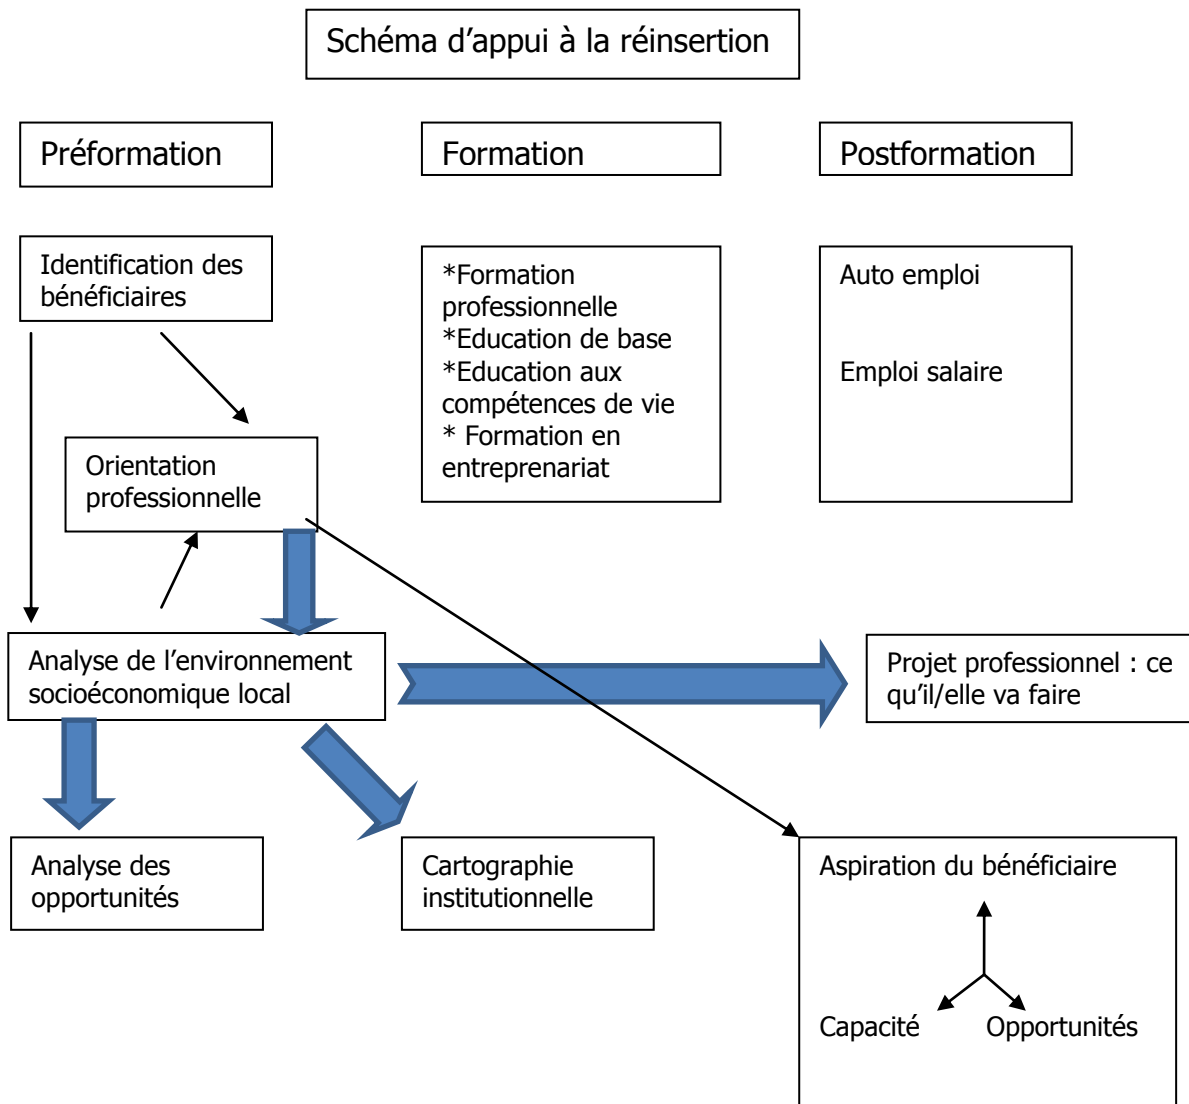 Schéma d’appui à la réinsertion
Préformation
Formation
Postformation
Identification des
bénéficiaires
*Formation
professionnelle
*Education de base
*Education aux
compétences de vie
* Formation en
entreprenariat
Auto emploi
Emploi salaire
Orientation
professionnelle
Analyse de l’environnement
socioéconomique local
Projet professionnel : ce
qu’il/elle va faire
Analyse des
opportunités
Cartographie
institutionnelle
Aspiration du bénéficiaire
Capacité
Opportunités